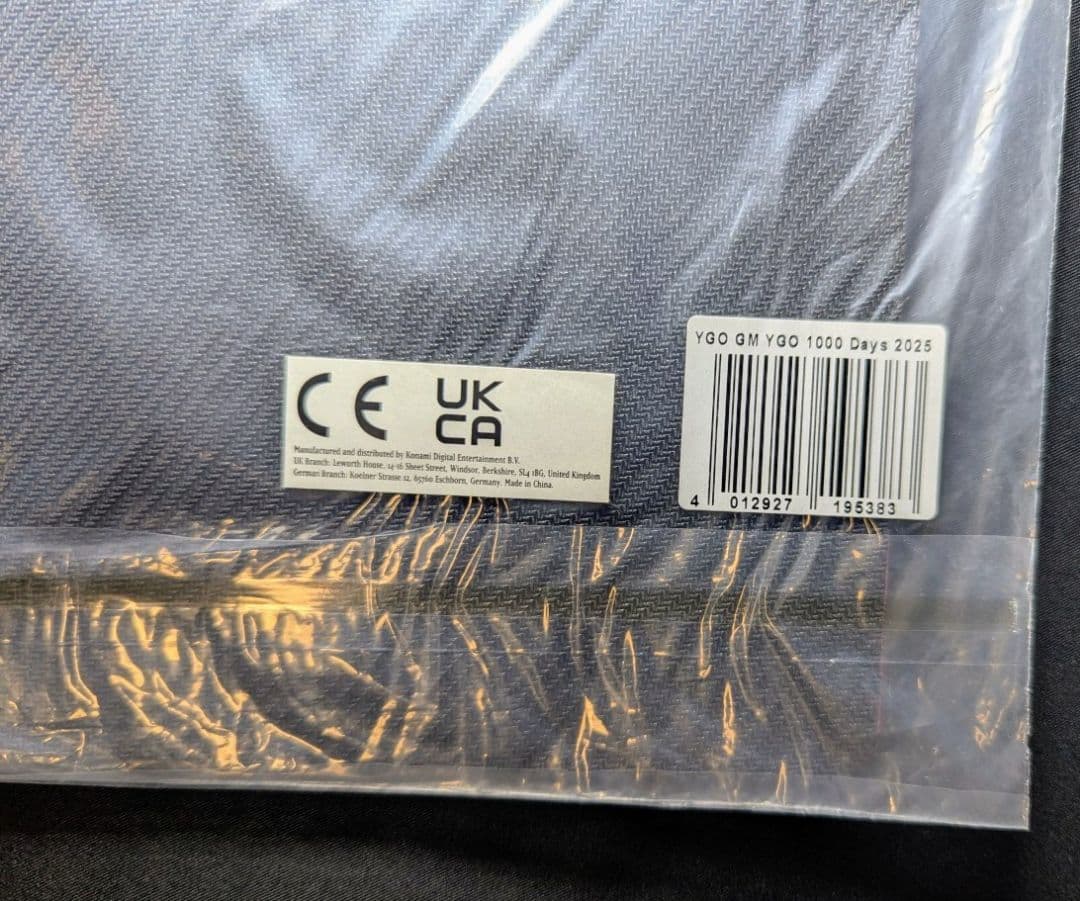 CE UK
CA
Manufactured and distributed by Konami Digital Entertainment B.V.
UK Branch: Leworth House, 14-16 Sheet Street, Windsor, Berkshire, SL4 1BG, United Kingdom
German Branch: Koelner Strasse 12, 65760 Eschborn, Germany. Made in China.
YGO GM YGO 1000 Days 2025
4 012927 195383